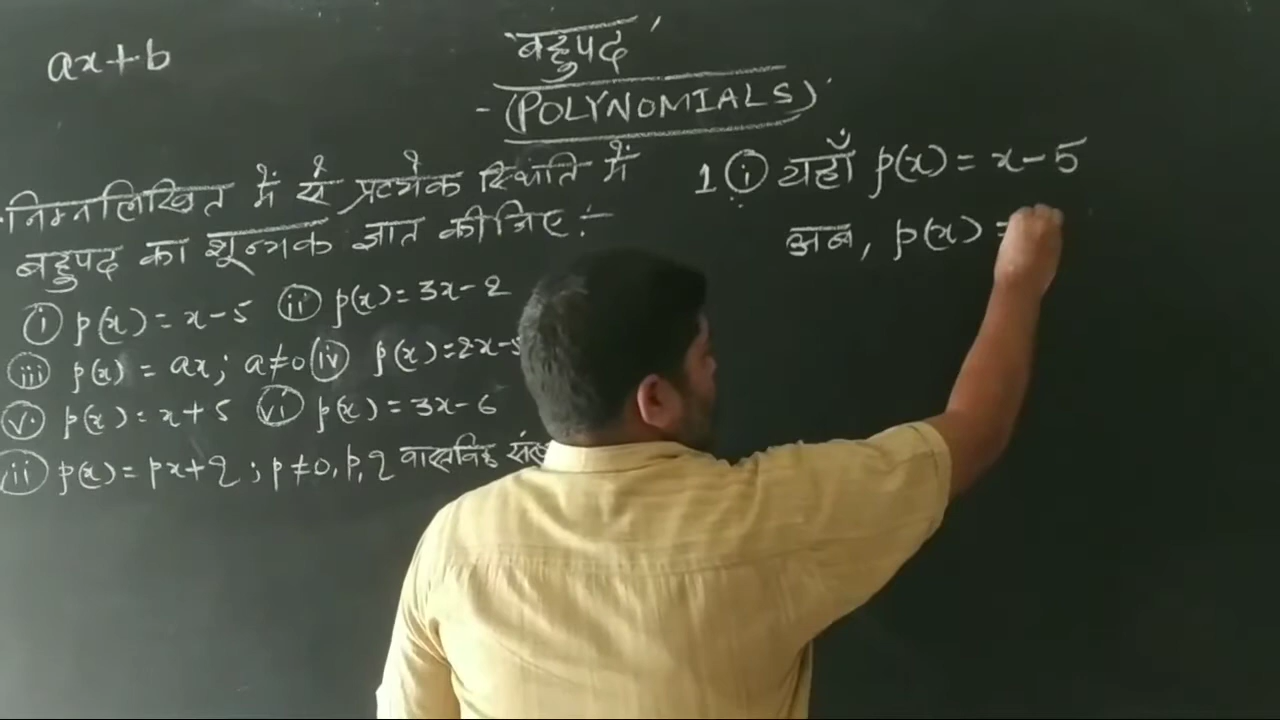 ax+b
'बहुपद'
- (POLYNOMIALS)
निम्नलिखित में से प्रत्येक स्थिति में
बहुपद का शून्यक ज्ञात कीजिए :-
(i) p(x) = x-5 (ii) p(x) = 3x-2
(iii) p(x) = ax; a≠0 (iv) p(x) = 2x-5
(v) p(x) = x+5 (vi) p(x) = 3x-6
(ii) p(x) = px+q; p≠0, p, q वास्तविक
1 (i) यहाँ p(x) = x-5
अब, p(x) =